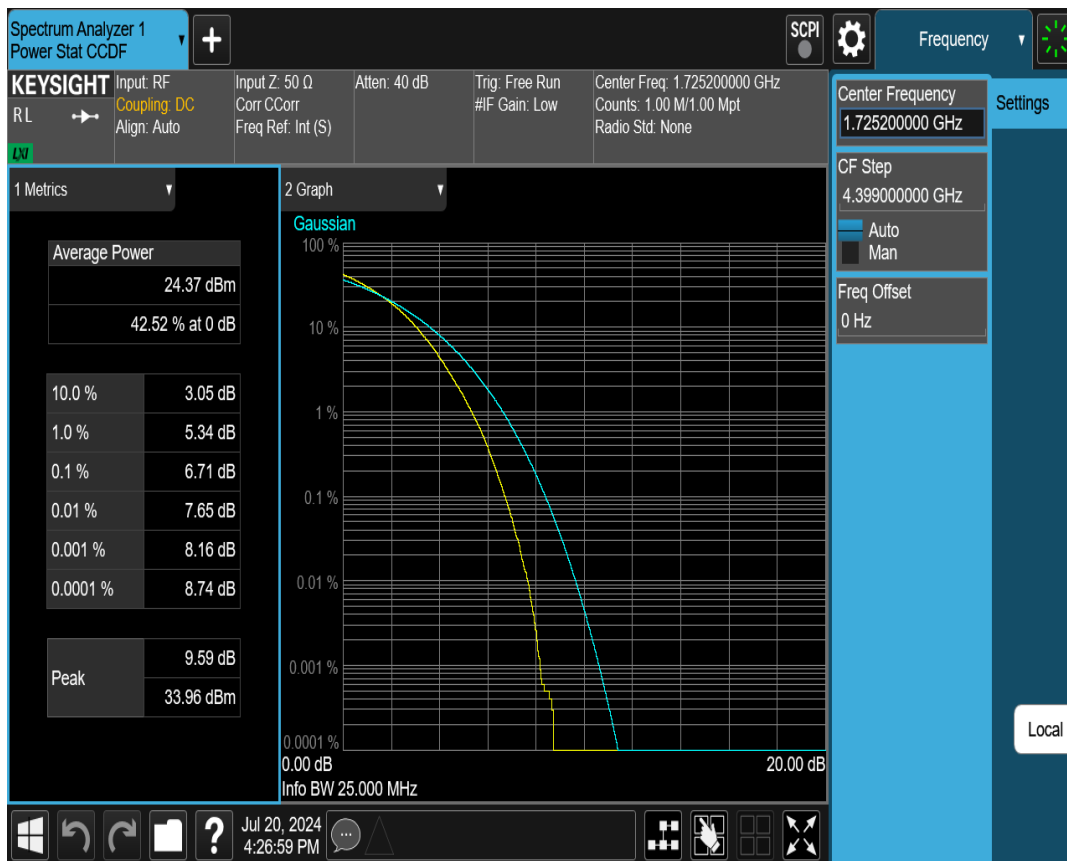 Spectrum Analyzer 1
Power Stat CCDF
+
SCPI
Frequency
KEYSIGHT
RL
LXI
Input: RF
Coupling: DC
Align: Auto
Input Z: 50 Ω
Corr CCorr
Freq Ref: Int (S)
Atten: 40 dB
Trig: Free Run
#IF Gain: Low
Center Freq: 1.725200000 GHz
Counts: 1.00 M/1.00 Mpt
Radio Std: None
Center Frequency
1.725200000 GHz
Settings
CF Step
4.399000000 GHz
Auto
Man
Freq Offset
0 Hz
Local
1 Metrics
Average Power
24.37 dBm
42.52 % at 0 dB
10.0 % 3.05 dB
1.0 % 5.34 dB
0.1 % 6.71 dB
0.01 % 7.65 dB
0.001 % 8.16 dB
0.0001 % 8.74 dB
Peak
9.59 dB
33.96 dBm
2 Graph
Gaussian
100 %
10 %
1 %
0.1 %
0.01 %
0.001 %
0.0001 %
0.00 dB 20.00 dB
Info BW 25.000 MHz
?
Jul 20, 2024
4:26:59 PM